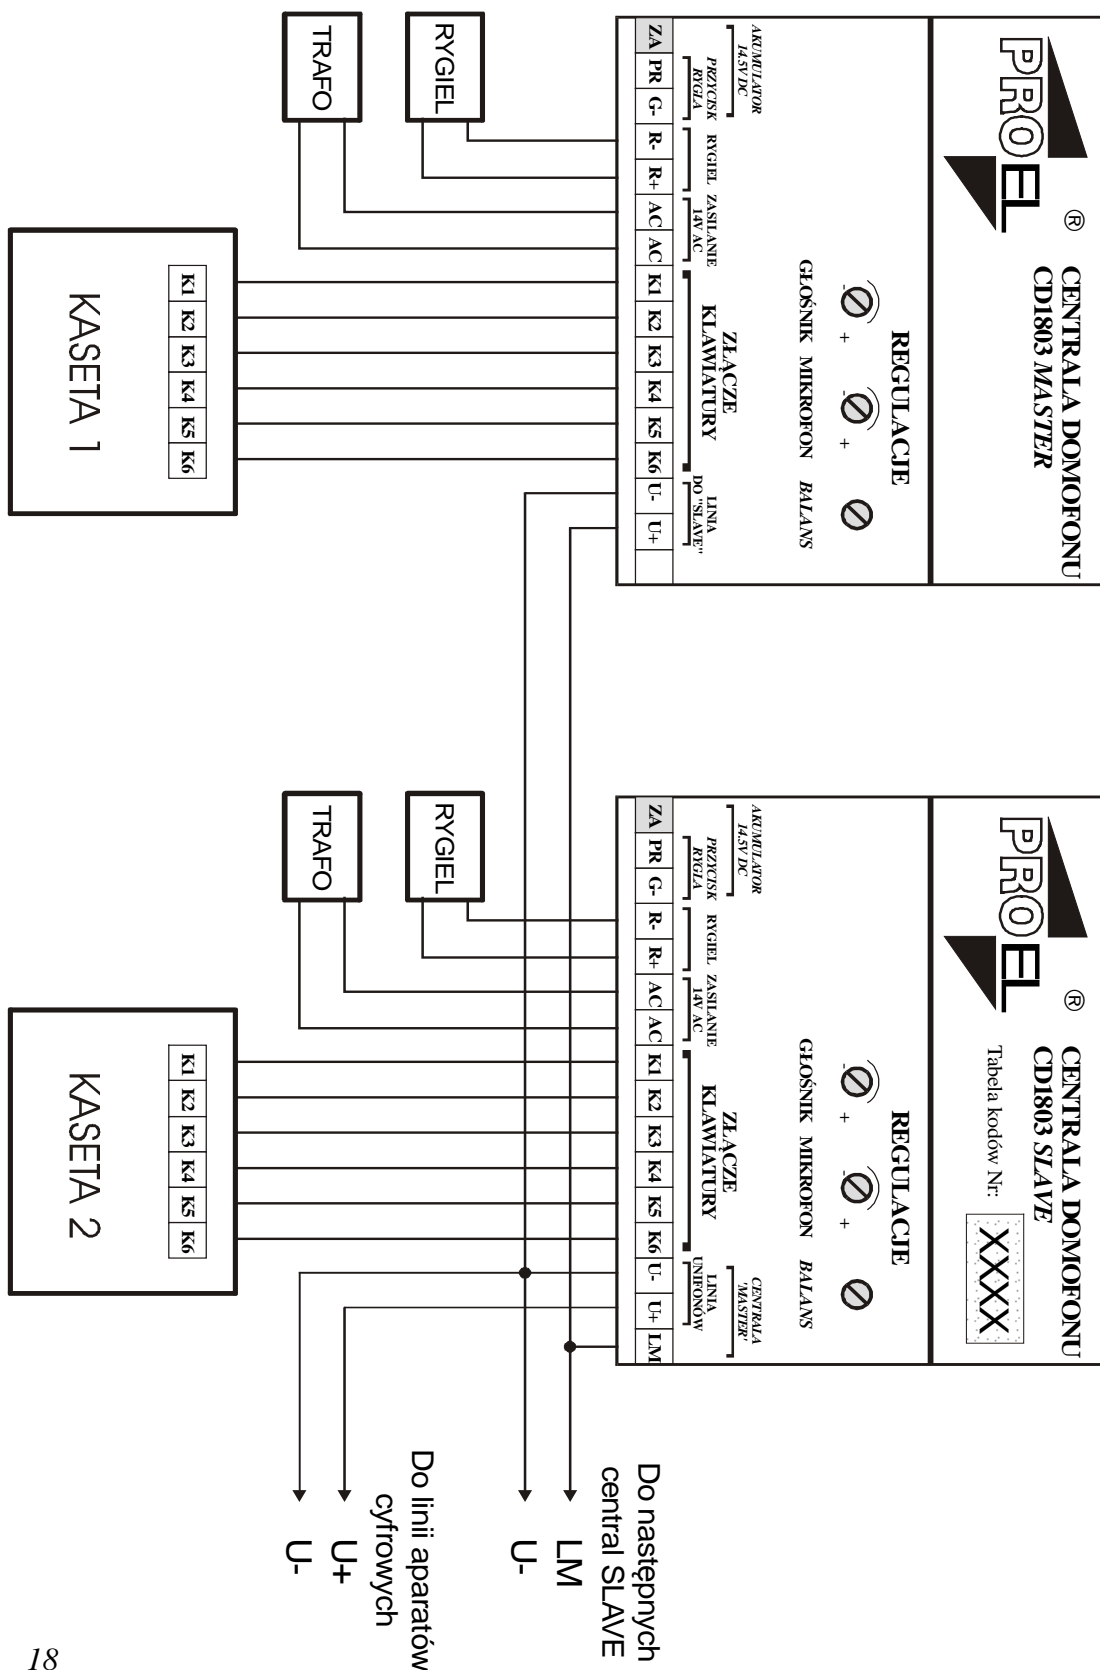 PROEL ®
CENTRALA DOMOFONU
CD1803 MASTER
REGULACJE
- + - +
GŁOŚNIK MIKROFON BALANS
AKUMULATOR
14.5V DC
PRZYCISK
RYGLA
RYGIEL
ZASILANIE
14V AC
ZŁĄCZE
KLAWIATURY
LINIA
DO "SLAVE"
ZA PR G- R- R+ AC AC K1 K2 K3 K4 K5 K6 U- U+
RYGIEL
TRAFO
K1 K2 K3 K4 K5 K6
KASETA 1
PROEL ®
CENTRALA DOMOFONU
CD1803 SLAVE
Tabela kodów Nr:
XXXX
REGULACJE
- + - +
GŁOŚNIK MIKROFON BALANS
AKUMULATOR
14.5V DC
CENTRALA
'MASTER'
PRZYCISK
RYGLA
RYGIEL
ZASILANIE
14V AC
ZŁĄCZE
KLAWIATURY
LINIA
UNIFONÓW
ZA PR G- R- R+ AC AC K1 K2 K3 K4 K5 K6 U- U+ LM
RYGIEL
TRAFO
K1 K2 K3 K4 K5 K6
KASETA 2
Do następnych
central SLAVE
LM
U-
Do linii aparatów
cyfrowych
U+
U-
18